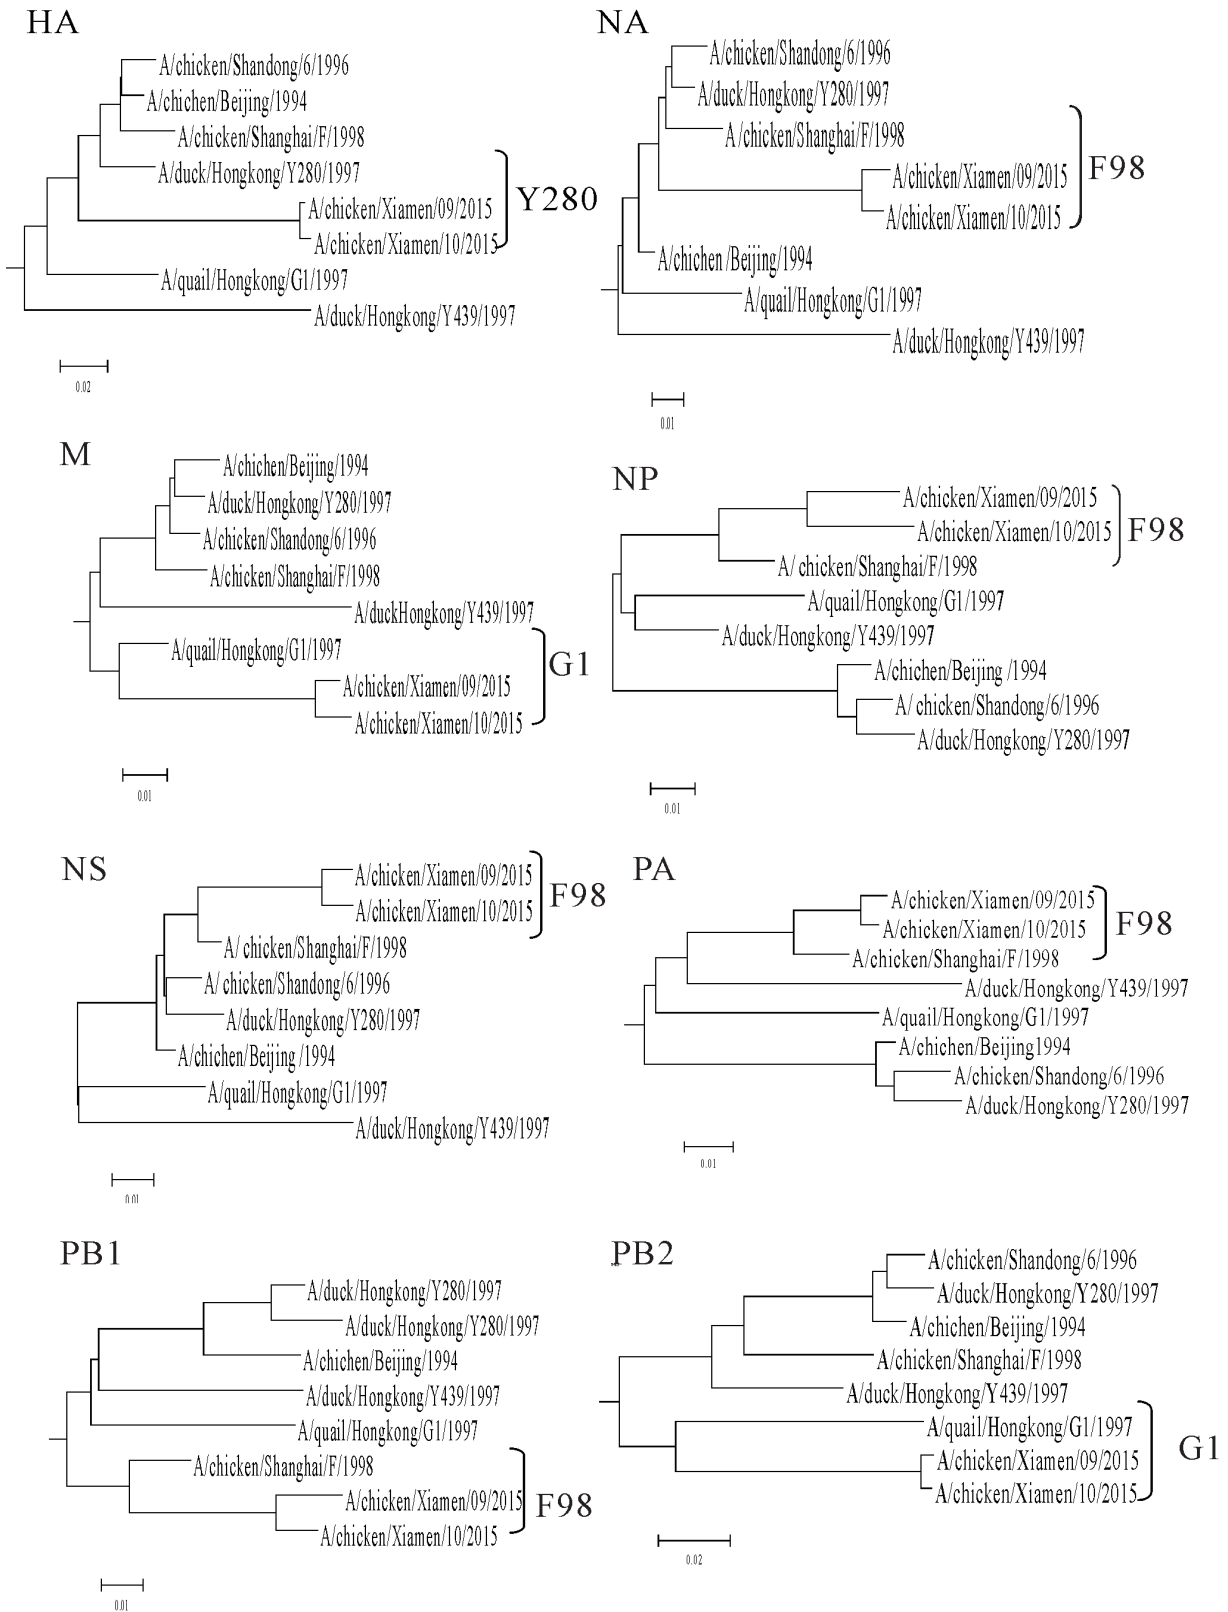 HA
A/chicken/Shandong/6/1996
A/chichen/Beijing/1994
A/chicken/Shanghai/F/1998
A/duck/Hongkong/Y280/1997
A/chicken/Xiamen/09/2015
A/chicken/Xiamen/10/2015
Y280
A/quail/Hongkong/G1/1997
A/duck/Hongkong/Y439/1997
0.02
NA
A/chicken/Shandong/6/1996
A/duck/Hongkong/Y280/1997
A/chicken/Shanghai/F/1998
A/chicken/Xiamen/09/2015
A/chicken/Xiamen/10/2015
F98
A/chichen/Beijing/1994
A/quail/Hongkong/G1/1997
A/duck/Hongkong/Y439/1997
0.01
M
A/chichen/Beijing/1994
A/duck/Hongkong/Y280/1997
A/chicken/Shandong/6/1996
A/chicken/Shanghai/F/1998
A/duckHongkong/Y439/1997
A/quail/Hongkong/G1/1997
A/chicken/Xiamen/09/2015
A/chicken/Xiamen/10/2015
G1
0.01
NP
A/chicken/Xiamen/09/2015
A/chicken/Xiamen/10/2015
F98
A/ chicken/Shanghai/F/1998
A/quail/Hongkong/G1/1997
A/duck/Hongkong/Y439/1997
A/chichen/Beijing /1994
A/ chicken/Shandong/6/1996
A/duck/Hongkong/Y280/1997
0.01
NS
A/chicken/Xiamen/09/2015
A/chicken/Xiamen/10/2015
F98
A/ chicken/Shanghai/F/1998
A/ chicken/Shandong/6/1996
A/duck/Hongkong/Y280/1997
A/chichen/Beijing /1994
A/quail/Hongkong/G1/1997
A/duck/Hongkong/Y439/1997
0.01
PA
A/chicken/Xiamen/09/2015
A/chicken/Xiamen/10/2015
A/chicken/Shanghai/F/1998
F98
A/duck/Hongkong/Y439/1997
A/quail/Hongkong/G1/1997
A/chichen/Beijing1994
A/chicken/Shandong/6/1996
A/duck/Hongkong/Y280/1997
0.01
PB1
A/duck/Hongkong/Y280/1997
A/duck/Hongkong/Y280/1997
A/chichen/Beijing/1994
A/duck/Hongkong/Y439/1997
A/quail/Hongkong/G1/1997
A/chicken/Shanghai/F/1998
A/chicken/Xiamen/09/2015
A/chicken/Xiamen/10/2015
F98
0.01
PB2
A/chicken/Shandong/6/1996
A/duck/Hongkong/Y280/1997
A/chichen/Beijing/1994
A/chicken/Shanghai/F/1998
A/duck/Hongkong/Y439/1997
A/quail/Hongkong/G1/1997
A/chicken/Xiamen/09/2015
A/chicken/Xiamen/10/2015
G1
0.02